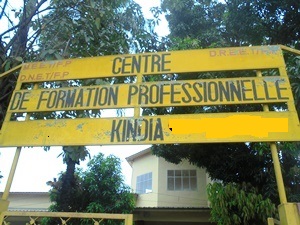 CENTRE
DE FORMATION PROFESSIONNELLE
KINDIA